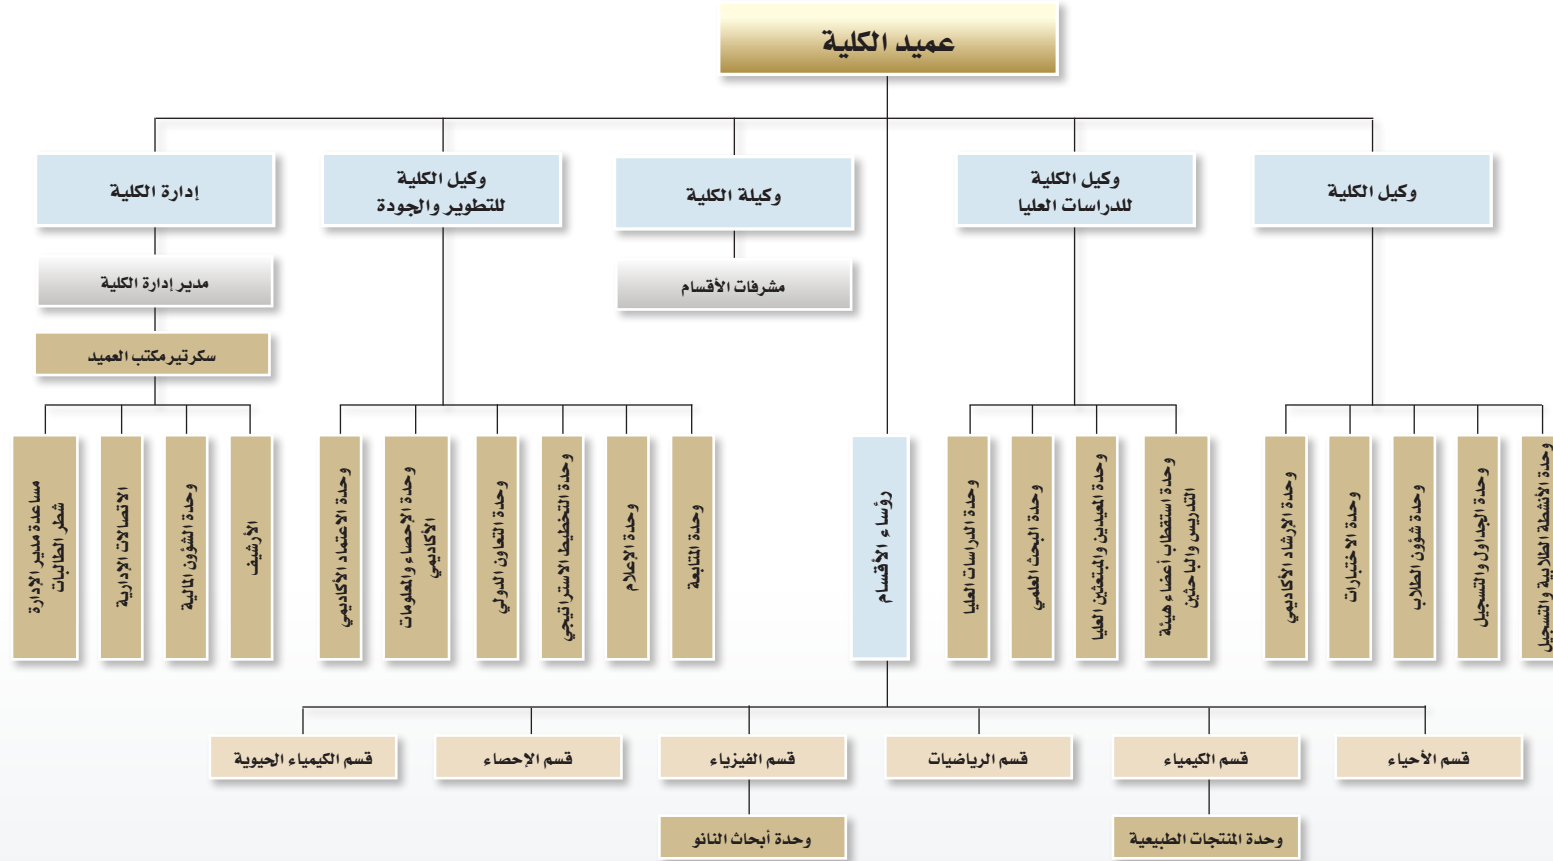 عميد الكلية
وكيل الكلية
وكيل الكلية
للدراسات العليا
وكيلة الكلية
وكيل الكلية
للتطوير والجودة
إدارة الكلية
مشرفات الأقسام
مدير إدارة الكلية
سكرتير مكتب العميد
وحدة الأنشطة الطلابية والتسجيل
وحدة الجداول والتسجيل
وحدة شؤون الطلاب
وحدة الاختبارات
وحدة الإرشاد الأكاديمي
وحدة استقطاب أعضاء هيئة
التدريس والباحثين
وحدة المعيدين والمبتعثين العليا
وحدة البحث العلمي
وحدة الدراسات العليا
رؤساء الأقسام
وحدة المتابعة
وحدة الإعلام
وحدة التخطيط الاستراتيجي
وحدة التعاون الدولي
وحدة الإحصاء والمعلومات
الأكاديمي
وحدة الاعتماد الأكاديمي
الأرشيف
وحدة الشؤون المالية
الاتصالات الإدارية
مساعدة مدير الإدارة
شطر الطالبات
قسم الأحياء
قسم الكيمياء
قسم الرياضيات
قسم الفيزياء
قسم الإحصاء
قسم الكيمياء الحيوية
وحدة المنتجات الطبيعية
وحدة أبحاث النانو